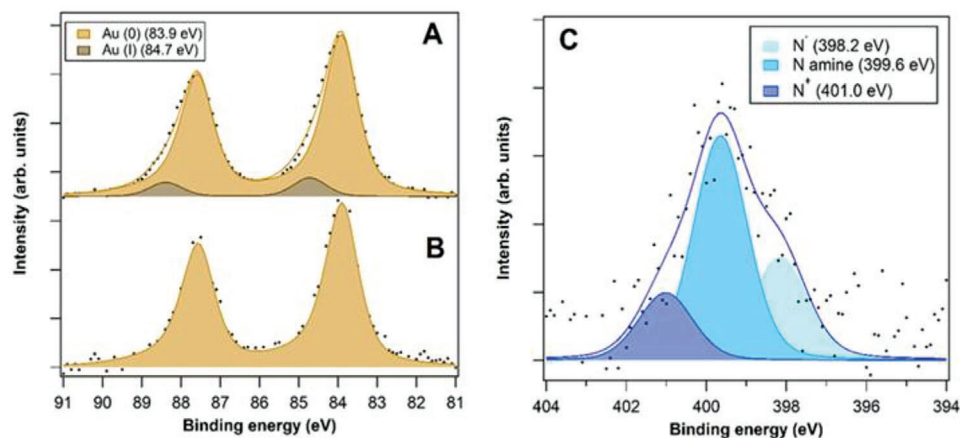 Au (0) (83.9 eV)
Au (I) (84.7 eV)
A
B
Intensity (arb. units)
91 90 89 88 87 86 85 84 83 82 81
Binding energy (eV)
C
N⁻ (398.2 eV)
N amine (399.6 eV)
N⁺ (401.0 eV)
Intensity (arb. units)
404 402 400 398 396 394
Binding energy (eV)